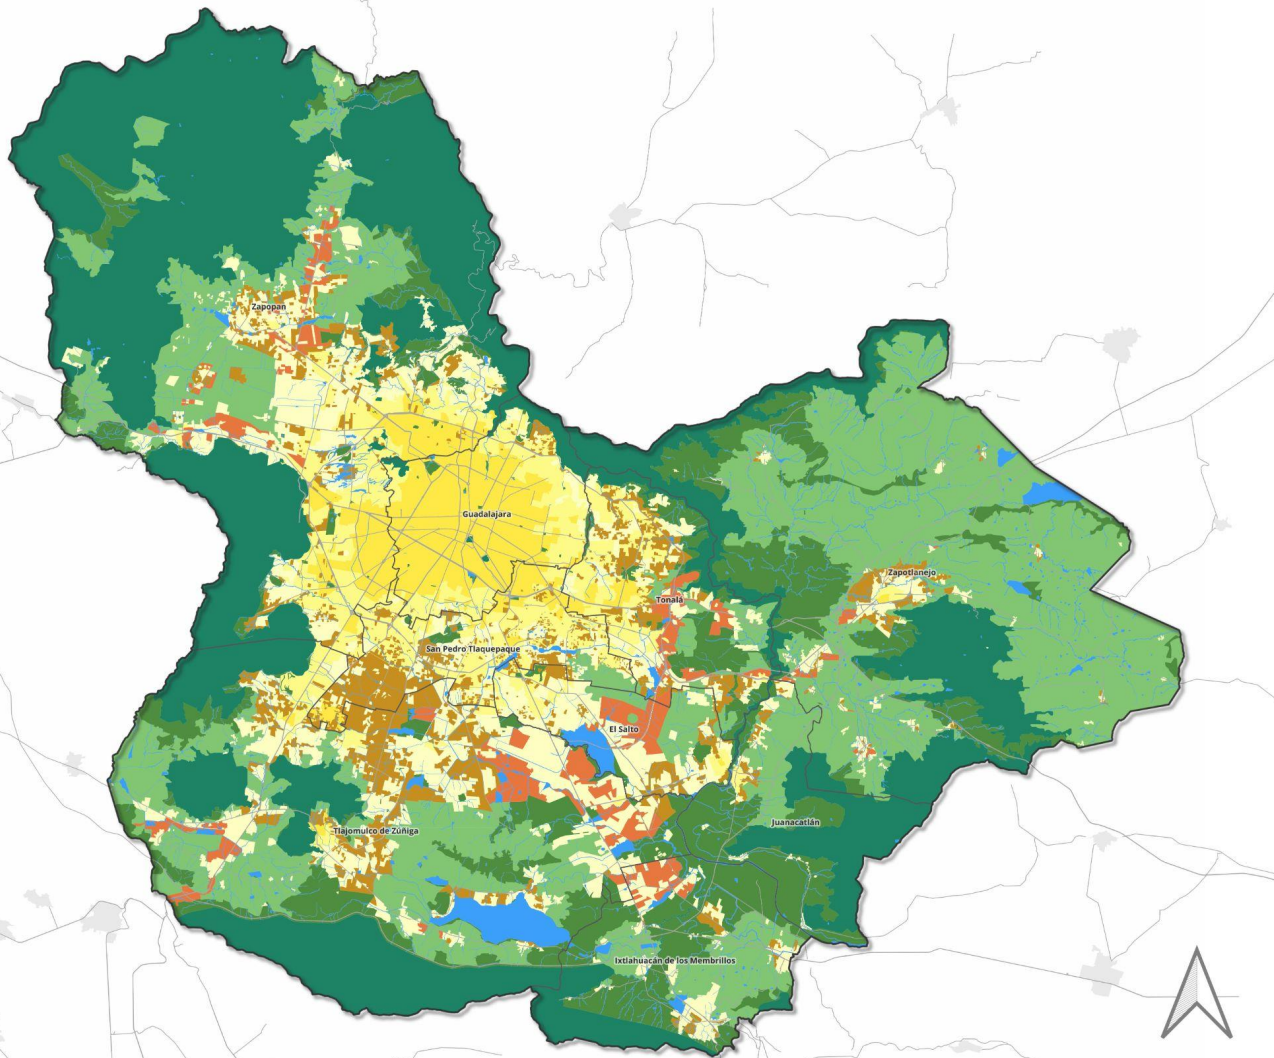 Zapopan
Guadalajara
Zapotlanejo
Tonalá
San Pedro Tlaquepaque
El Salto
Juanacatlán
Tlajomulco de Zúñiga
Ixtlahuacán de los Membrillos